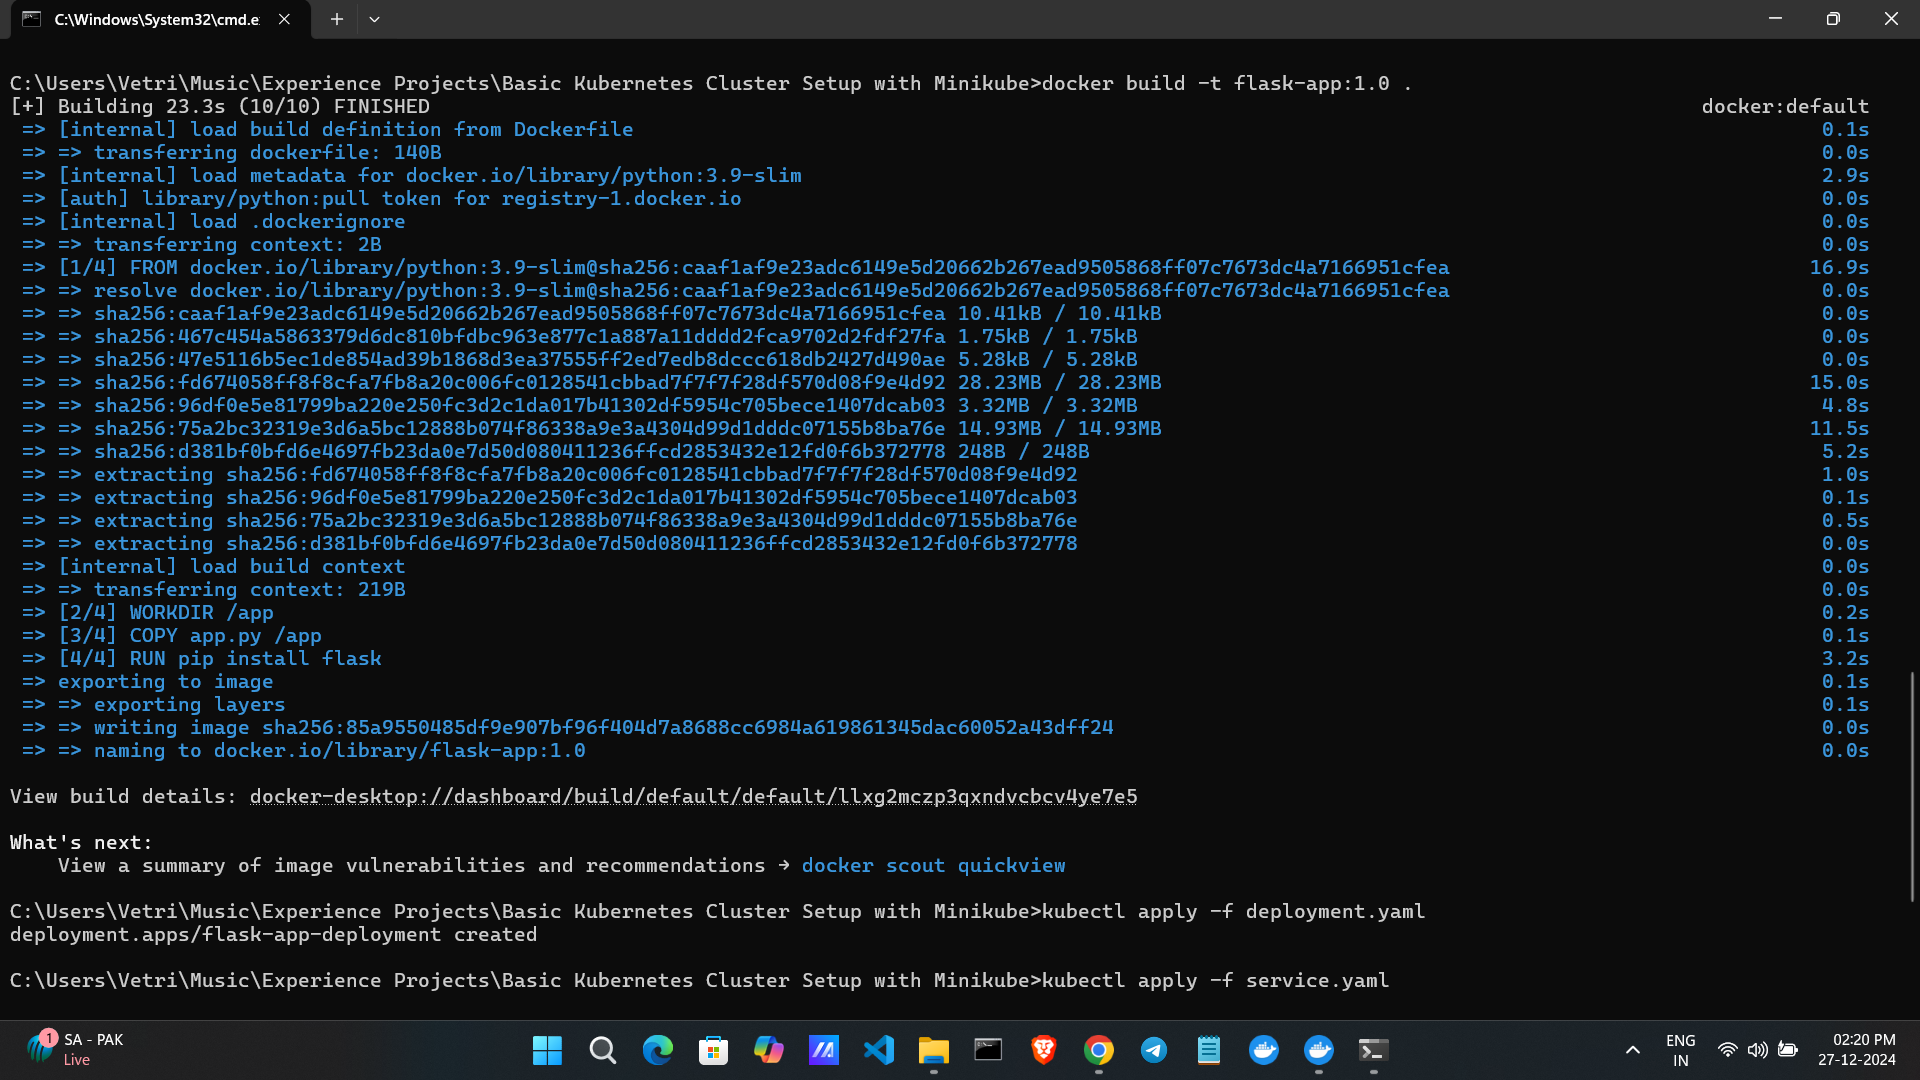 C:\Windows\System32\cmd.e
C:\Users\Vetri\Music\Experience Projects\Basic Kubernetes Cluster Setup with Minikube>docker build -t flask-app:1.0 .
[+] Building 23.3s (10/10) FINISHED docker:default
=> [internal] load build definition from Dockerfile 0.1s
=> => transferring dockerfile: 140B 0.0s
=> [internal] load metadata for docker.io/library/python:3.9-slim 2.9s
=> [auth] library/python:pull token for registry-1.docker.io 0.0s
=> [internal] load .dockerignore 0.0s
=> => transferring context: 2B 0.0s
=> [1/4] FROM docker.io/library/python:3.9-slim@sha256:caaf1af9e23adc6149e5d20662b267ead9505868ff07c7673dc4a7166951cfea 16.9s
=> => resolve docker.io/library/python:3.9-slim@sha256:caaf1af9e23adc6149e5d20662b267ead9505868ff07c7673dc4a7166951cfea 0.0s
=> => sha256:caaf1af9e23adc6149e5d20662b267ead9505868ff07c7673dc4a7166951cfea 10.41kB / 10.41kB 0.0s
=> => sha256:467c454a5863379d6dc810bfdbc963e877c1a887a11dddd2fca9702d2fdf27fa 1.75kB / 1.75kB 0.0s
=> => sha256:47e5116b5ec1de854ad39b1868d3ea37555ff2ed7edb8dccc618db2427d490ae 5.28kB / 5.28kB 0.0s
=> => sha256:fd674058ff8f8cfa7fb8a20c006fc0128541cbbad7f7f7f28df570d08f9e4d92 28.23MB / 28.23MB 15.0s
=> => sha256:96df0e5e81799ba220e250fc3d2c1da017b41302df5954c705bece1407dcab03 3.32MB / 3.32MB 4.8s
=> => sha256:75a2bc32319e3d6a5bc12888b074f86338a9e3a4304d99d1dddc07155b8ba76e 14.93MB / 14.93MB 11.5s
=> => sha256:d381bf0bfd6e4697fb23da0e7d50d080411236ffcd2853432e12fd0f6b372778 248B / 248B 5.2s
=> => extracting sha256:fd674058ff8f8cfa7fb8a20c006fc0128541cbbad7f7f7f28df570d08f9e4d92 1.0s
=> => extracting sha256:96df0e5e81799ba220e250fc3d2c1da017b41302df5954c705bece1407dcab03 0.1s
=> => extracting sha256:75a2bc32319e3d6a5bc12888b074f86338a9e3a4304d99d1dddc07155b8ba76e 0.5s
=> => extracting sha256:d381bf0bfd6e4697fb23da0e7d50d080411236ffcd2853432e12fd0f6b372778 0.0s
=> [internal] load build context 0.0s
=> => transferring context: 219B 0.0s
=> [2/4] WORKDIR /app 0.2s
=> [3/4] COPY app.py /app 0.1s
=> [4/4] RUN pip install flask 3.2s
=> exporting to image 0.1s
=> => exporting layers 0.1s
=> => writing image sha256:85a9550485df9e907bf96f404d7a8688cc6984a619861345dac60052a43dff24 0.0s
=> => naming to docker.io/library/flask-app:1.0 0.0s
View build details: docker-desktop://dashboard/build/default/default/llxg2mczp3qxndvcbcv4ye7e5
What's next:
View a summary of image vulnerabilities and recommendations → docker scout quickview
C:\Users\Vetri\Music\Experience Projects\Basic Kubernetes Cluster Setup with Minikube>kubectl apply -f deployment.yaml
deployment.apps/flask-app-deployment created
C:\Users\Vetri\Music\Experience Projects\Basic Kubernetes Cluster Setup with Minikube>kubectl apply -f service.yaml
1
SA - PAK
Live
ENG
IN
02:20 PM
27-12-2024